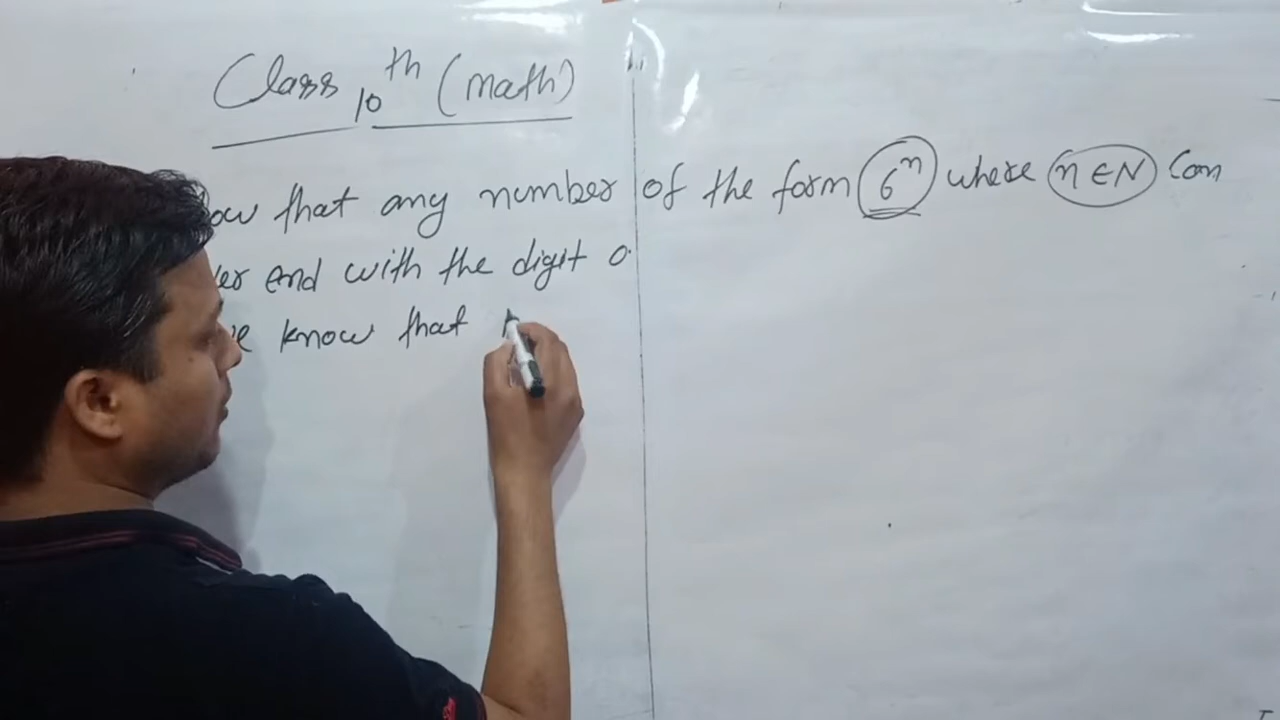 Class 10th (math)
ow that any number of the form 6ⁿ where n ∈ N Can
er end with the digit 0.
e know that